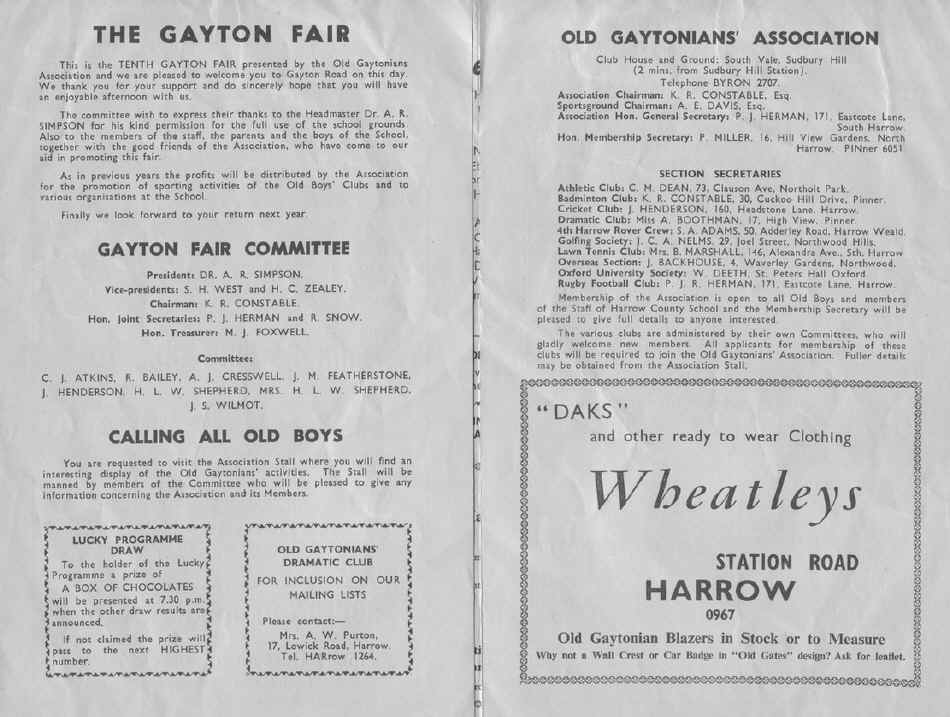 THE GAYTON FAIR
This is the TENTH GAYTON FAIR presented by the Old Gaytonians
Association and we are pleased to welcome you to Gayton Road on this day.
We thank you for your support and do sincerely hope that you will have
an enjoyable afternoon with us.
The committee wish to express their thanks to the Headmaster Dr. A. R.
SIMPSON for his kind permission for the full use of the school grounds.
Also to the members of the staff, the parents and the boys of the School,
together with the good friends of the Association, who have come to our
aid in promoting this fair.
As in previous years the profits will be distributed by the Association
for the promotion of sporting activities of the Old Boys' Clubs and to
various organisations at the School.
Finally we look forward to your return next year.
GAYTON FAIR COMMITTEE
President: DR. A. R. SIMPSON.
Vice-presidents: S. H. WEST and H. C. ZEALEY.
Chairman: K. R. CONSTABLE.
Hon. Joint Secretaries: P. J. HERMAN and R. SNOW.
Hon. Treasurer: M. J. FOXWELL.
Committee:
C. J. ATKINS, R. BAILEY, A. J. CRESSWELL, J. M. FEATHERSTONE,
J. HENDERSON, H. L. W. SHEPHERD, MRS. H. L. W. SHEPHERD,
J. S. WILMOT.
CALLING ALL OLD BOYS
You are requested to visit the Association Stall where you will find an
interesting display of the Old Gaytonians' activities. The Stall will be
manned by members of the Committee who will be pleased to give any
information concerning the Association and its Members.
LUCKY PROGRAMME
DRAW
To the holder of the Lucky
Programme a prize of
A BOX OF CHOCOLATES
will be presented at 7.30 p.m.
when the other draw results are
announced.
If not claimed the prize will
pass to the next HIGHEST
number.
OLD GAYTONIANS'
DRAMATIC CLUB
FOR INCLUSION ON OUR
MAILING LISTS
Please contact:—
Mrs. A. W. Purton,
17, Lowick Road, Harrow.
Tel. HARrow 1264.
OLD GAYTONIANS' ASSOCIATION
Club House and Ground: South Vale, Sudbury Hill
(2 mins. from Sudbury Hill Station).
Telephone BYRON 2707.
Association Chairman: K. R. CONSTABLE, Esq.
Sportsground Chairman: A. E. DAVIS, Esq.
Association Hon. General Secretary: P. J. HERMAN, 171, Eastcote Lane,
South Harrow.
Hon. Membership Secretary: P. MILLER, 16, Hill View Gardens, North
Harrow. PINner 6051
SECTION SECRETARIES
Athletic Club: C. M. DEAN, 73, Clauson Ave, Northolt Park.
Badminton Club: K. R. CONSTABLE, 30, Cuckoo Hill Drive, Pinner.
Cricket Club: J. HENDERSON, 160, Headstone Lane, Harrow.
Dramatic Club: Miss A. BOOTHMAN, 17, High View, Pinner.
4th Harrow Rover Crew: S. A. ADAMS, 50, Adderley Road, Harrow Weald.
Golfing Society: J. C. A. NELMS, 29, Joel Street, Northwood Hills.
Lawn Tennis Club: Mrs. B. MARSHALL, 146, Alexandra Ave., Sth. Harrow
Overseas Section: J. BACKHOUSE, 4, Waverley Gardens, Northwood.
Oxford University Society: W. DEETH, St. Peters Hall Oxford.
Rugby Football Club: P. J. R. HERMAN, 171, Eastcote Lane, Harrow.
Membership of the Association is open to all Old Boys and members
of the Staff of Harrow County School and the Membership Secretary will be
pleased to give full details to anyone interested.
The various clubs are administered by their own Committees, who will
gladly welcome new members. All applicants for membership of these
clubs will be required to join the Old Gaytonians' Association. Fuller details
may be obtained from the Association Stall.
"DAKS"
and other ready to wear Clothing
Wheatleys
STATION ROAD
HARROW
0967
Old Gaytonian Blazers in Stock or to Measure
Why not a Wall Crest or Car Badge in "Old Gates" design? Ask for leaflet.